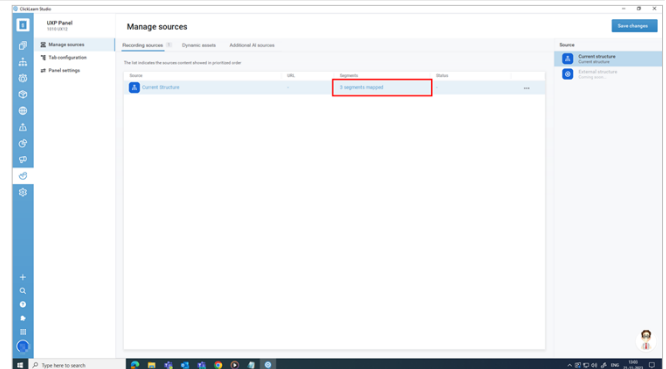 ClickLearn Studio
UXP Panel
Manage sources
Save changes
Manage sources
Tab configuration
Panel settings
Recording sources
Dynamic assets
Additional AI sources
The list indicates the sources content showed in prioritized order
Source
URL
Segments
Status
Current Structure
-
3 segments mapped
-
Source
Current structure
Current structure
External structure
Coming soon
Type here to search
ENG